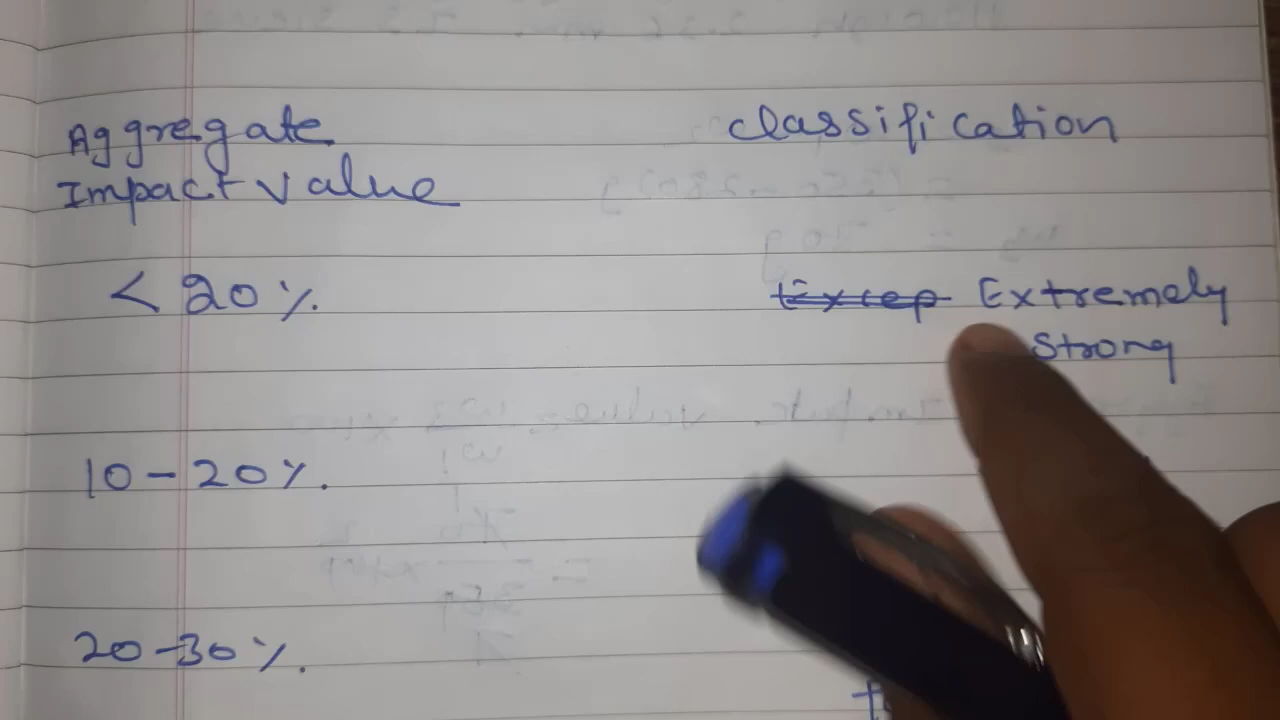 Aggregate Classification
Impact Value
< 20 %. Excep Extremely
Strong
10 - 20 %.
20 - 30 %.